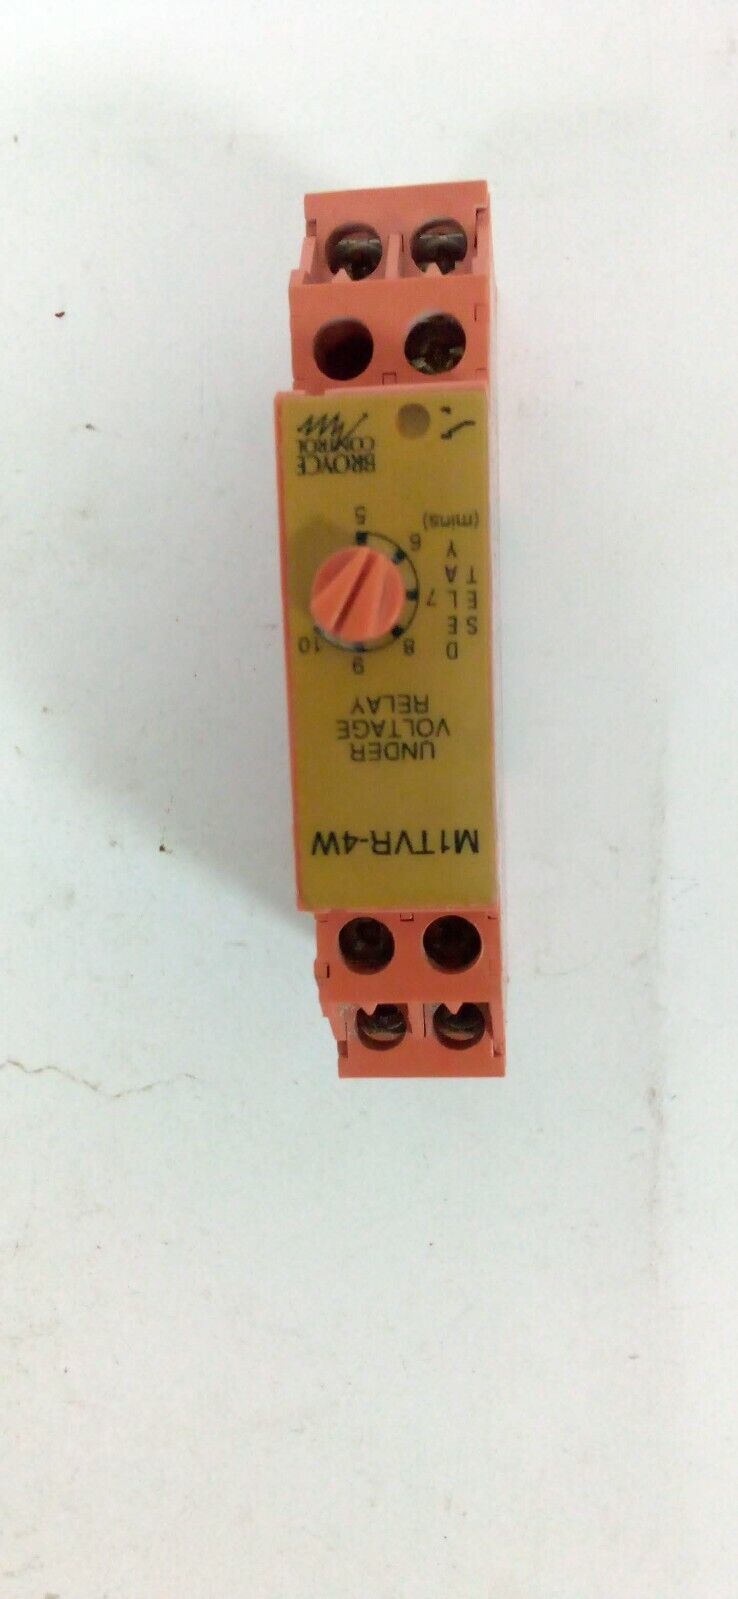 M1TVR-4W
UNDER
VOLTAGE
RELAY
SET
DELAY
(mins)
9
8
10
7
6
5
BROYCE
CONTROL